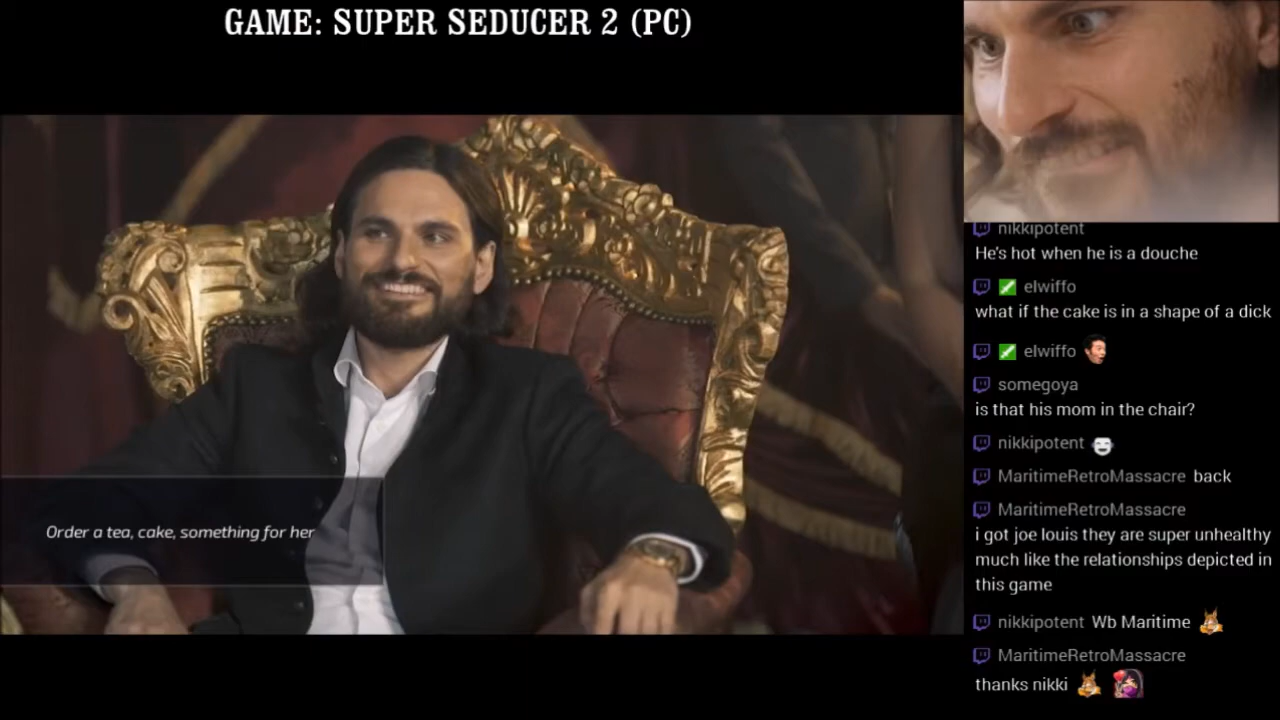 GAME: SUPER SEDUCER 2 (PC)
Order a tea, cake, something for her
nikkipotent
He's hot when he is a douche
elwiffo
what if the cake is in a shape of a dick
elwiffo
somegoya
is that his mom in the chair?
nikkipotent
MaritimeRetroMassacre back
MaritimeRetroMassacre
i got joe louis they are super unhealthy
much like the relationships depicted in
this game
nikkipotent Wb Maritime
MaritimeRetroMassacre
thanks nikki